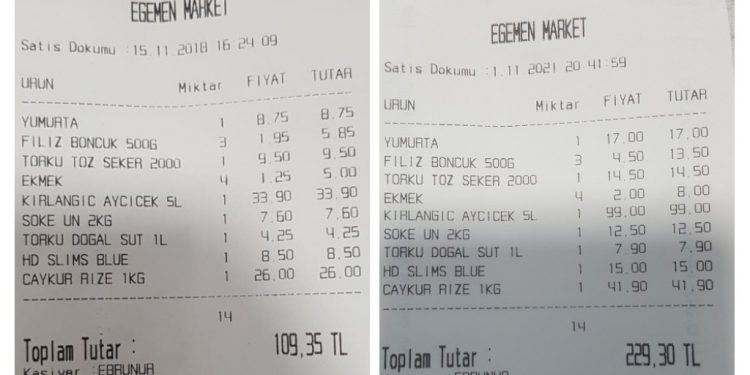 EGEMEN MARKET
Satis Dokumu :15.11.2018 16:24:09
URUN Miktar FIYAT TUTAR
YUMURTA 1 8.75 8.75
FILIZ BONCUK 500G 3 1.95 5.85
TORKU TOZ SEKER 2000 1 9.50 9.50
EKMEK 4 1.25 5.00
KIRLANGIC AYCICEK 5L 1 33.90 33.90
SOKE UN 2KG 1 7.60 7.60
TORKU DOGAL SUT 1L 1 4.25 4.25
HD SLIMS BLUE 1 8.50 8.50
CAYKUR RIZE 1KG 1 26.00 26.00
14
Toplam Tutar : 109,35 TL
Kasiyer :EBRUNUR
EGEMEN MARKET
Satis Dokumu :1.11.2021 20:41:59
URUN Miktar FIYAT TUTAR
YUMURTA 1 17.00 17.00
FILIZ BONCUK 500G 3 4.50 13.50
TORKU TOZ SEKER 2000 1 14.50 14.50
EKMEK 4 2.00 8.00
KIRLANGIC AYCICEK 5L 1 99.00 99.00
SOKE UN 2KG 1 12.50 12.50
TORKU DOGAL SUT 1L 1 7.90 7.90
HD SLIMS BLUE 1 15.00 15.00
CAYKUR RIZE 1KG 1 41.90 41.90
14
Toplam Tutar : 229,30 TL